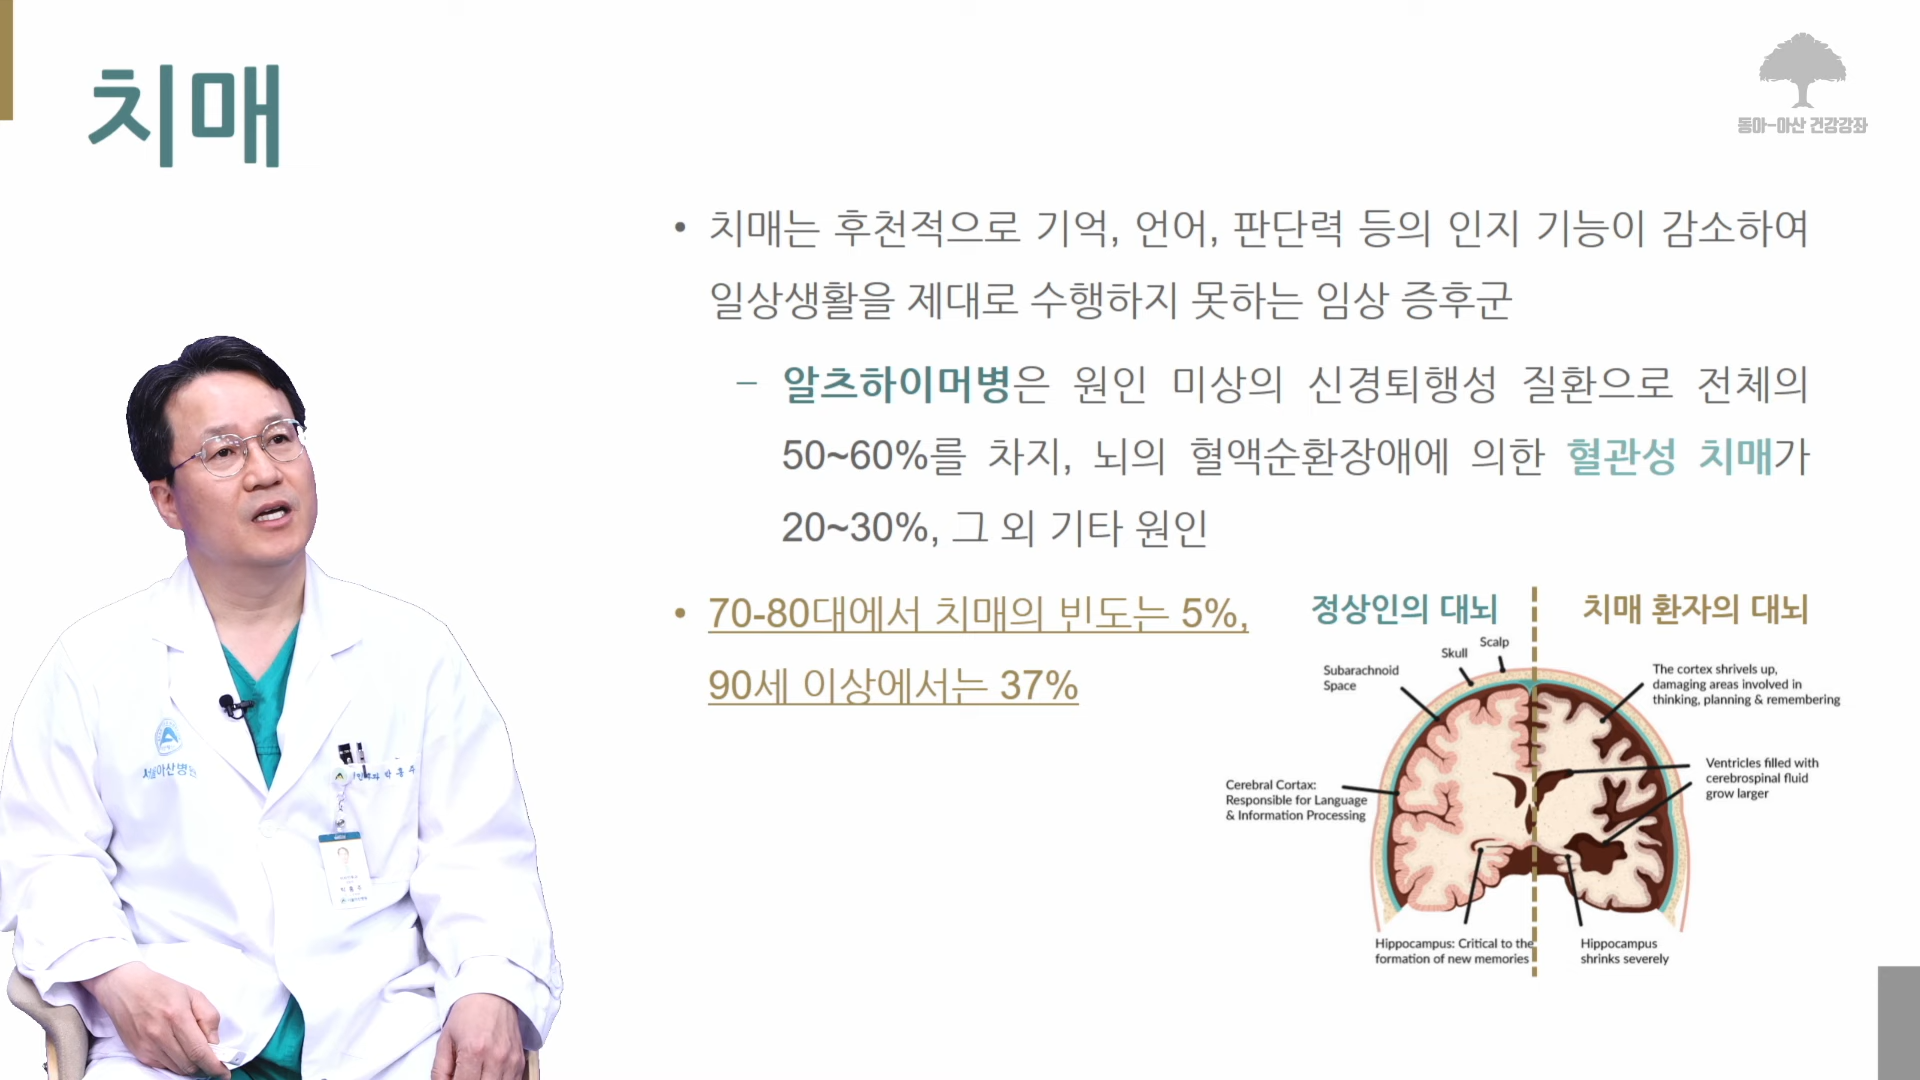 치매
동아-아산 건강강좌
• 치매는 후천적으로 기억, 언어, 판단력 등의 인지 기능이 감소하여
일상생활을 제대로 수행하지 못하는 임상 증후군
– 알츠하이머병은 원인 미상의 신경퇴행성 질환으로 전체의
50~60%를 차지, 뇌의 혈액순환장애에 의한 혈관성 치매가
20~30%, 그 외 기타 원인
• 70-80대에서 치매의 빈도는 5%,
90세 이상에서는 37%
정상인의 대뇌
치매 환자의 대뇌
Scalp
Skull
Subarachnoid
Space
The cortex shrivels up,
damaging areas involved in
thinking, planning & remembering
Ventricles filled with
cerebrospinal fluid
grow larger
Cerebral Cortax:
Responsible for Language
& Information Processing
Hippocampus: Critical to the
formation of new memories
Hippocampus
shrinks severely
서울아산병원